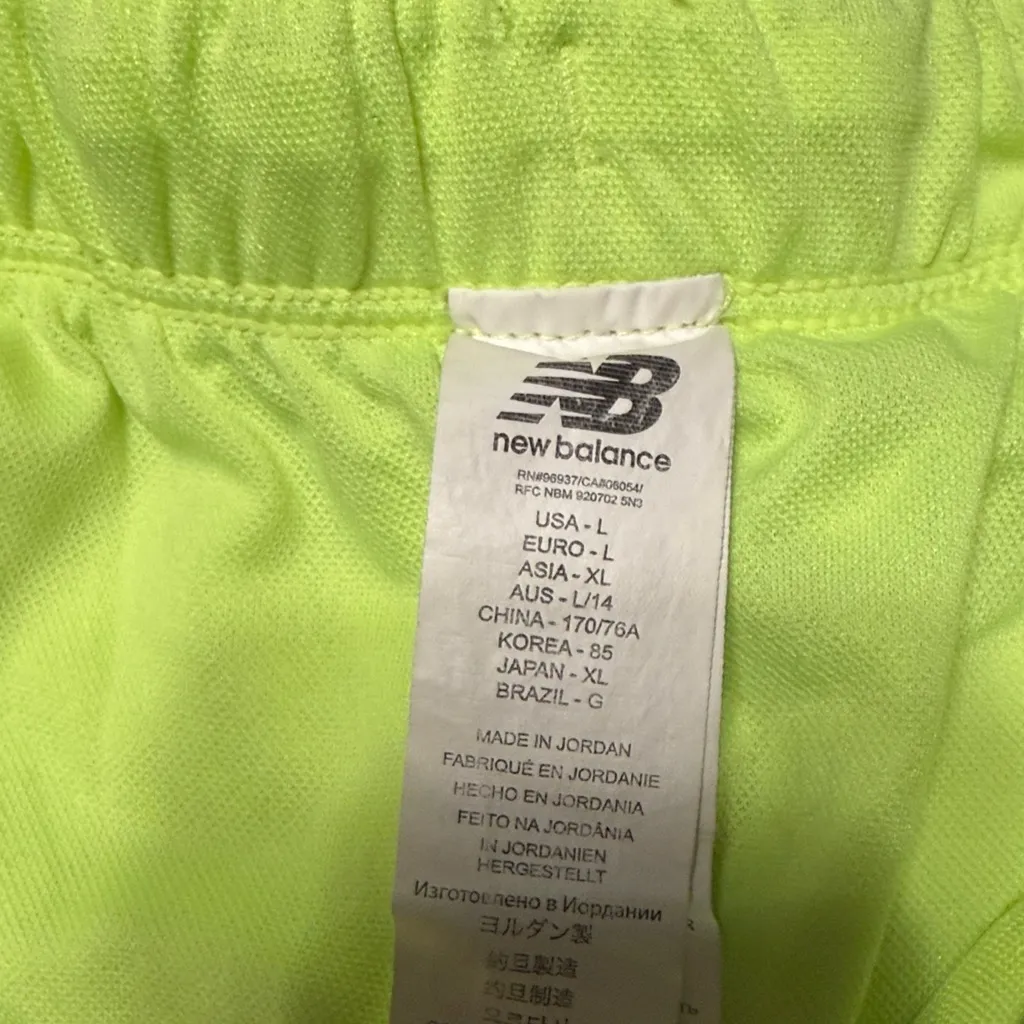 NB
new balance
RN#96937/CA#06054/
RFC NBM 920702 5N3
USA - L
EURO - L
ASIA - XL
AUS - L/14
CHINA - 170/76A
KOREA - 85
JAPAN - XL
BRAZIL - G
MADE IN JORDAN
FABRIQUÉ EN JORDANIE
HECHO EN JORDANIA
FEITO NA JORDÂNIA
IN JORDANIEN
HERGESTELLT
Изготовлено в Иордании
ヨルダン製
約旦製造
约旦制造